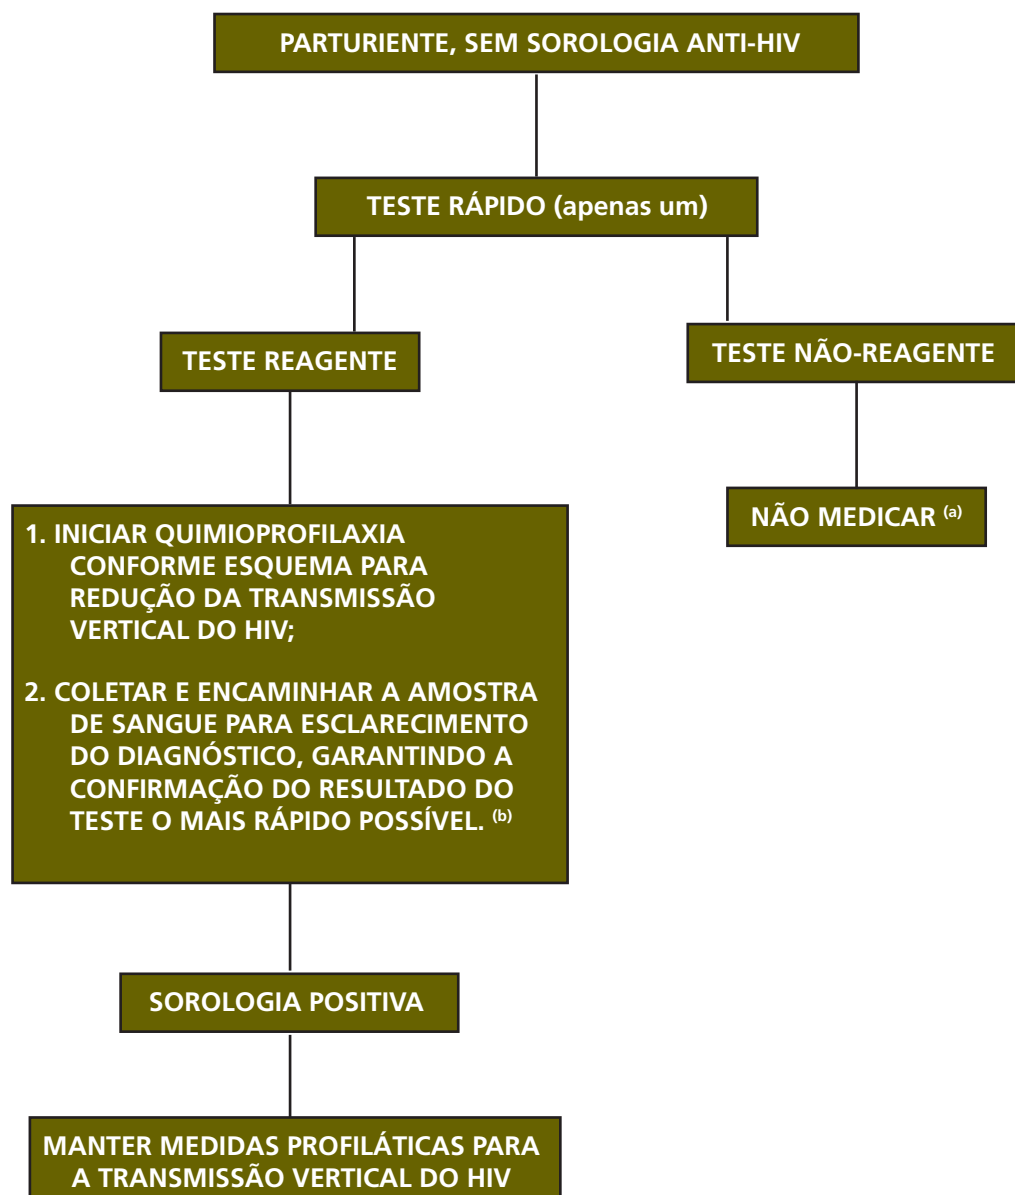 PARTURIENTE, SEM SOROLOGIA ANTI-HIV
TESTE RÁPIDO (apenas um)
TESTE REAGENTE
TESTE NÃO-REAGENTE
NÃO MEDICAR (a)
1. INICIAR QUIMIOPROFILAXIA
CONFORME ESQUEMA PARA
REDUÇÃO DA TRANSMISSÃO
VERTICAL DO HIV;
2. COLETAR E ENCAMINHAR A AMOSTRA
DE SANGUE PARA ESCLARECIMENTO
DO DIAGNÓSTICO, GARANTINDO A
CONFIRMAÇÃO DO RESULTADO DO
TESTE O MAIS RÁPIDO POSSÍVEL. (b)
SOROLOGIA POSITIVA
MANTER MEDIDAS PROFILÁTICAS PARA
A TRANSMISSÃO VERTICAL DO HIV